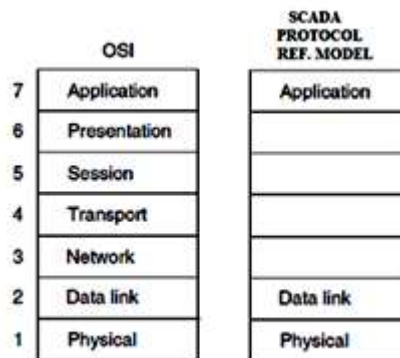 OSI
SCADA
PROTOCOL
REF. MODEL
7 Application Application
6 Presentation
5 Session
4 Transport
3 Network
2 Data link Data link
1 Physical Physical